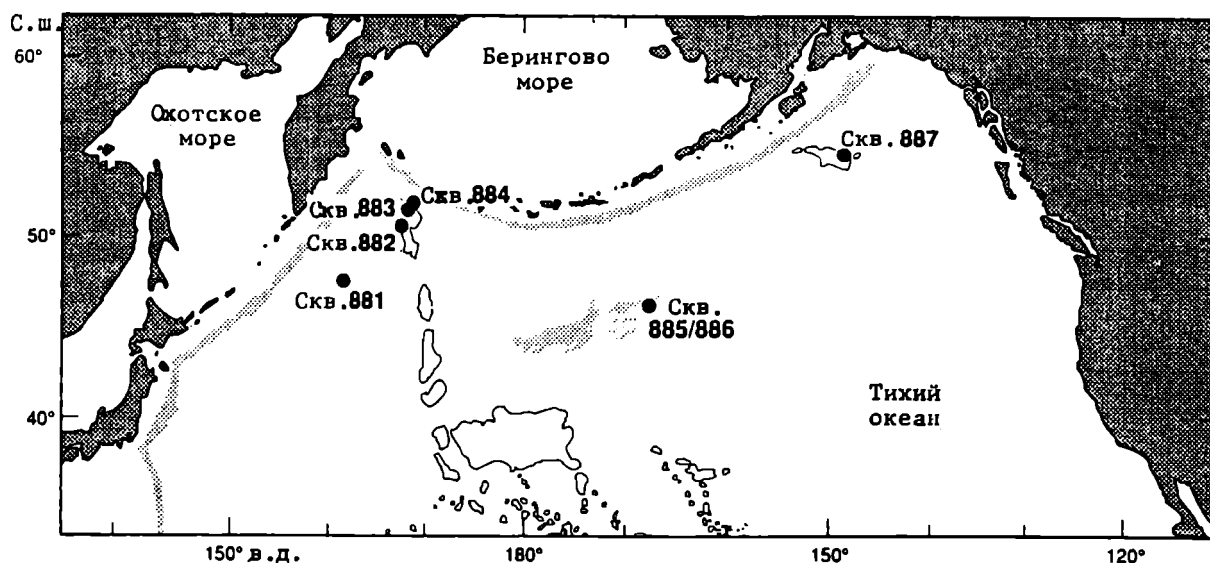 С.ш.
60°
Берингово
море
Охотское
море
Скв.887
Скв.884
Скв.883
50°
Скв.882
Скв.881
Скв.
885/886
Тихий
океан
40°
150° в.д.
180°
150°
120°